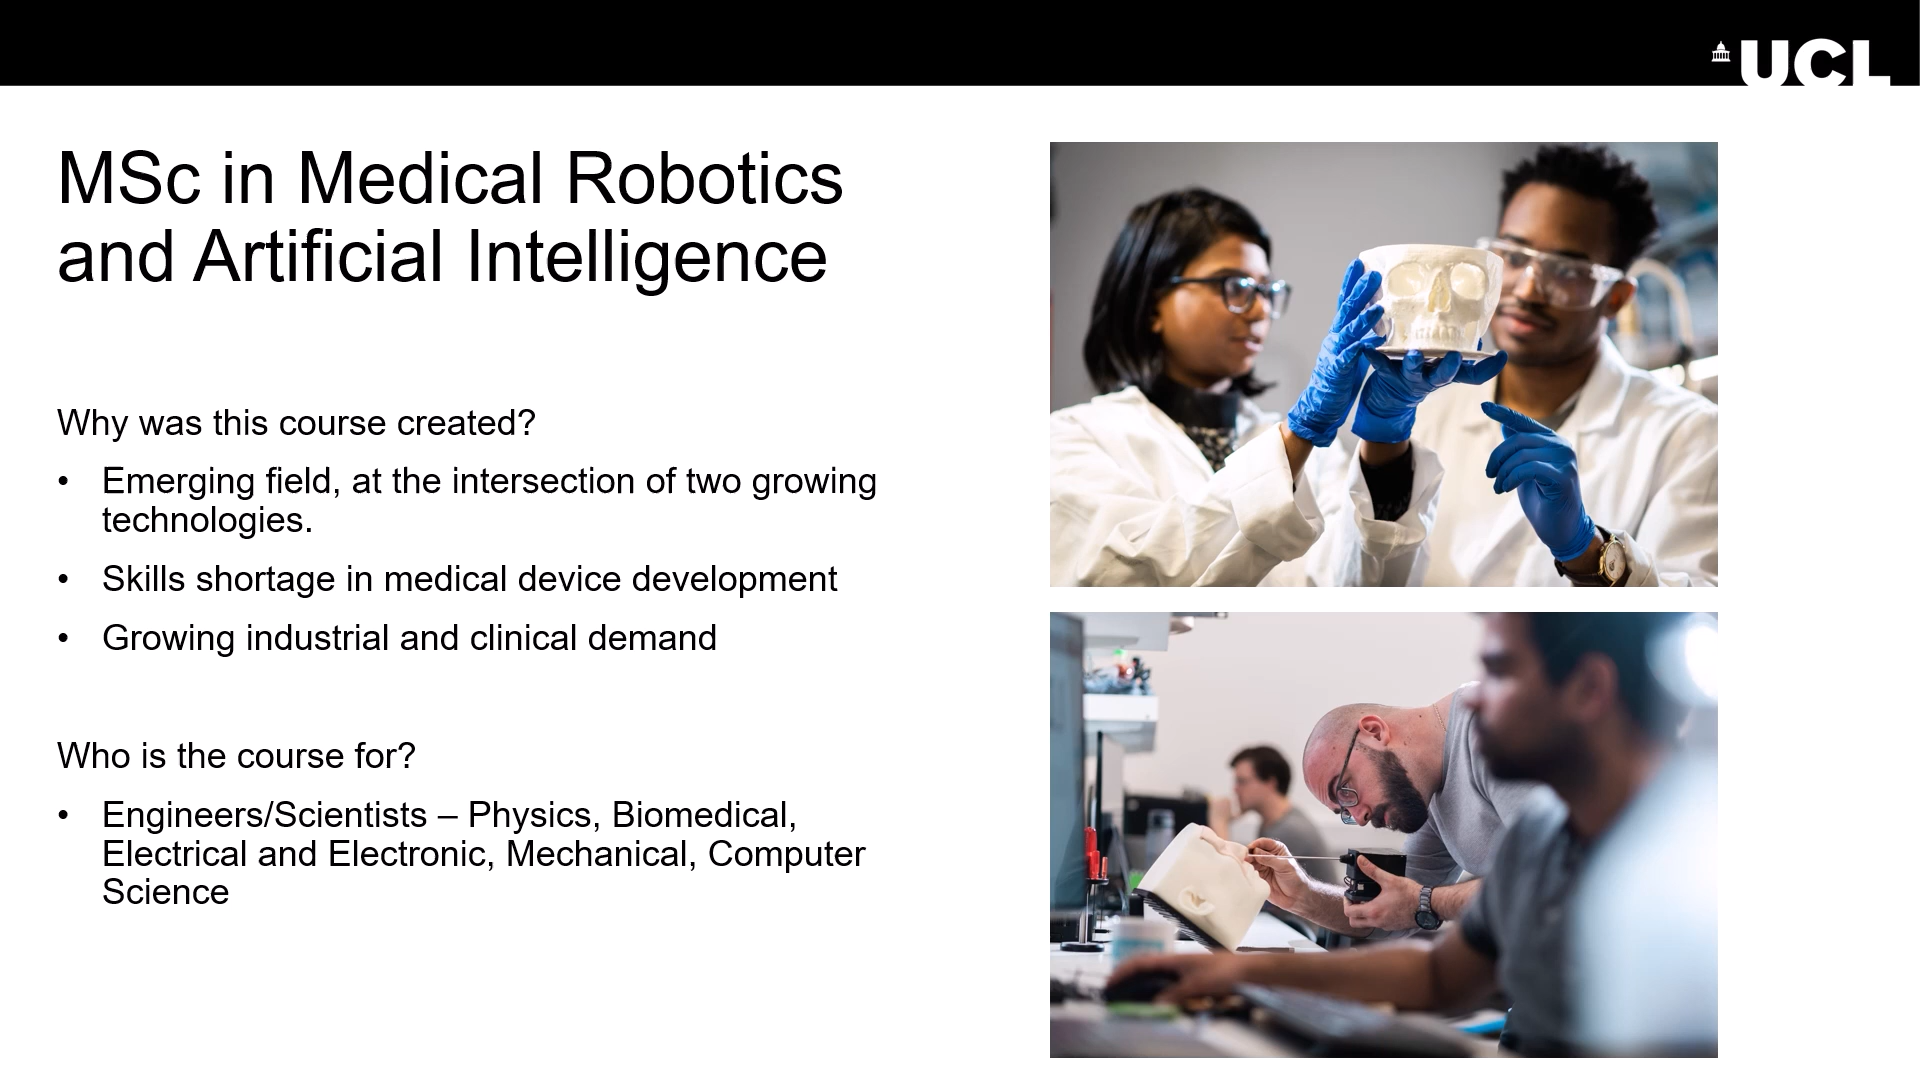 UCL
MSc in Medical Robotics
and Artificial Intelligence
Why was this course created?
• Emerging field, at the intersection of two growing
technologies.
• Skills shortage in medical device development
• Growing industrial and clinical demand
Who is the course for?
• Engineers/Scientists – Physics, Biomedical,
Electrical and Electronic, Mechanical, Computer
Science